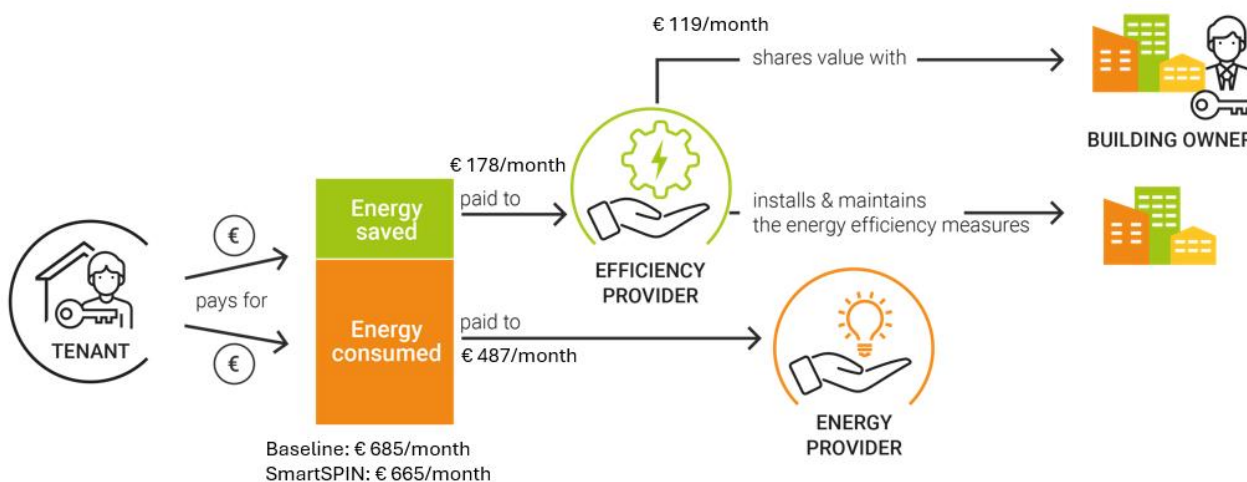 € 119/month
shares value with
BUILDING OWNER
€ 178/month
paid to
Energy
saved
installs & maintains
the energy efficiency measures
EFFICIENCY
PROVIDER
€
pays for
€
TENANT
Energy
consumed
paid to
€ 487/month
ENERGY
PROVIDER
Baseline: € 685/month
SmartSPIN: € 665/month